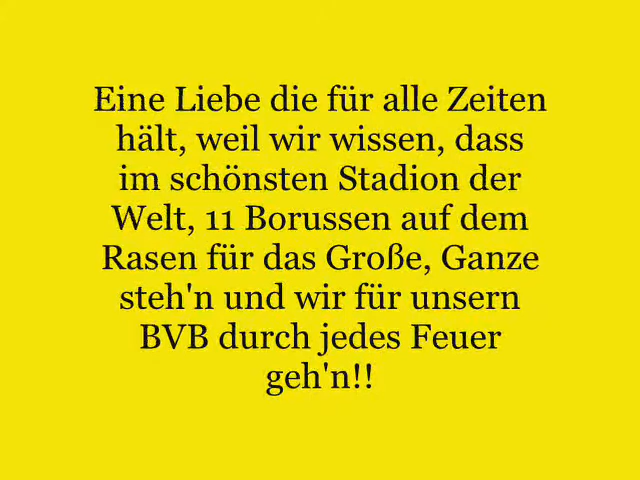 Eine Liebe die für alle Zeiten
hält, weil wir wissen, dass
im schönsten Stadion der
Welt, 11 Borussen auf dem
Rasen für das Große, Ganze
steh'n und wir für unsern
BVB durch jedes Feuer
geh'n!!